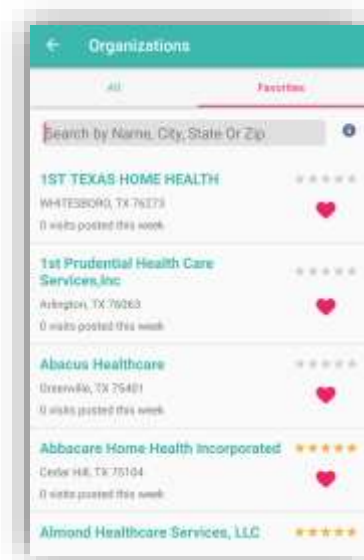 Organizations
All
Favorites
Search by Name, City, State Or Zip
1ST TEXAS HOME HEALTH
WHITESBORO, TX 76273
0 visits posted this week
1st Prudential Health Care
Services,Inc
Arlington, TX 76063
0 visits posted this week
Abacus Healthcare
Greenville, TX 75401
0 visits posted this week
Abbacare Home Health Incorporated
Cedar Hill, TX 75104
0 visits posted this week
Almond Healthcare Services, LLC